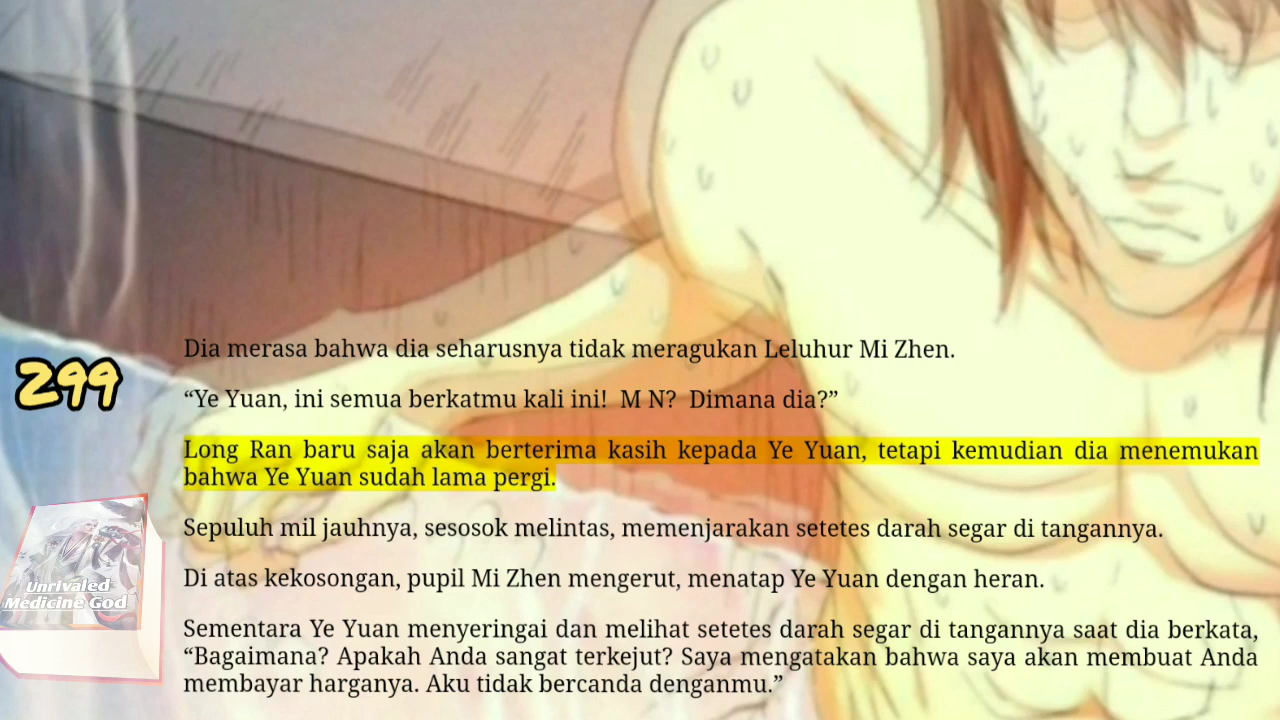 Dia merasa bahwa dia seharusnya tidak meragukan Leluhur Mi Zhen.
299
“Ye Yuan, ini semua berkatmu kali ini!  M N?  Dimana dia?”
Long Ran baru saja akan berterima kasih kepada Ye Yuan, tetapi kemudian dia menemukan
bahwa Ye Yuan sudah lama pergi.
Sepuluh mil jauhnya, sesosok melintas, memenjarakan setetes darah segar di tangannya.
Di atas kekosongan, pupil Mi Zhen mengerut, menatap Ye Yuan dengan heran.
Unrivaled
Medicine God
Sementara Ye Yuan menyeringai dan melihat setetes darah segar di tangannya saat dia berkata,
“Bagaimana? Apakah Anda sangat terkejut? Saya mengatakan bahwa saya akan membuat Anda
membayar harganya. Aku tidak bercanda denganmu.”